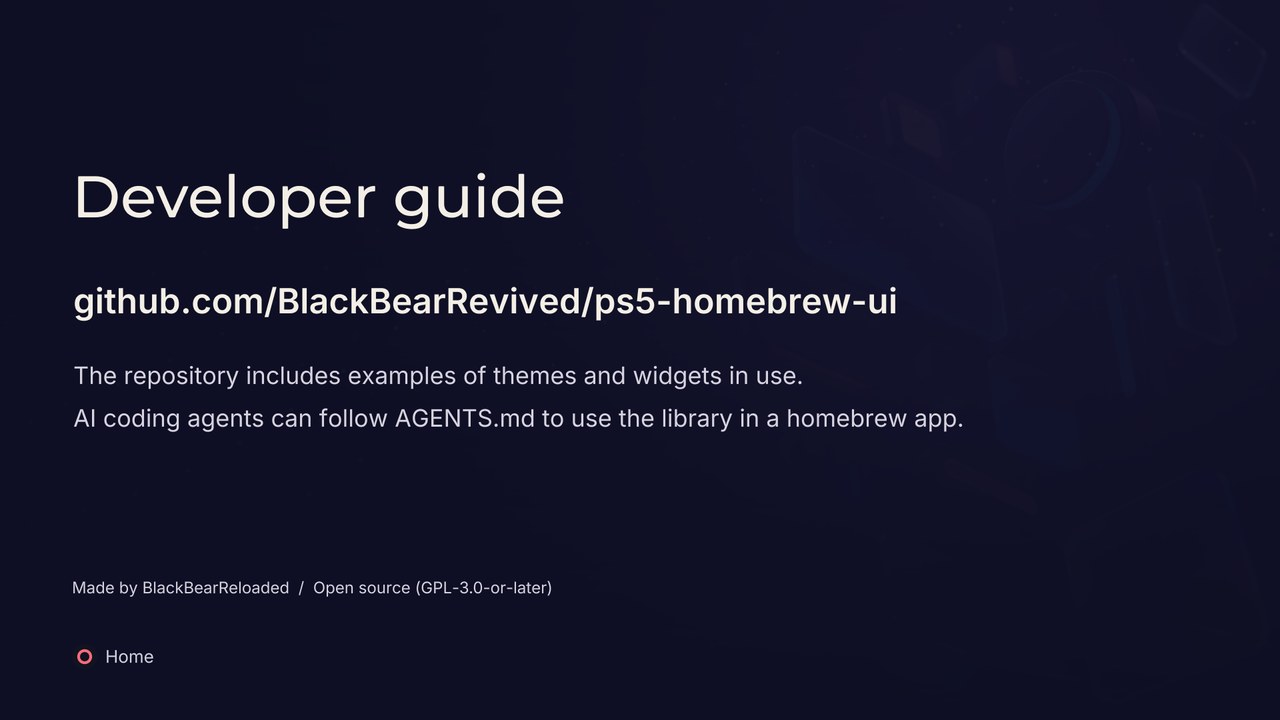 Developer guide
github.com/BlackBearRevived/ps5-homebrew-ui
The repository includes examples of themes and widgets in use.
AI coding agents can follow AGENTS.md to use the library in a homebrew app.
Made by BlackBearReloaded / Open source (GPL-3.0-or-later)
Home